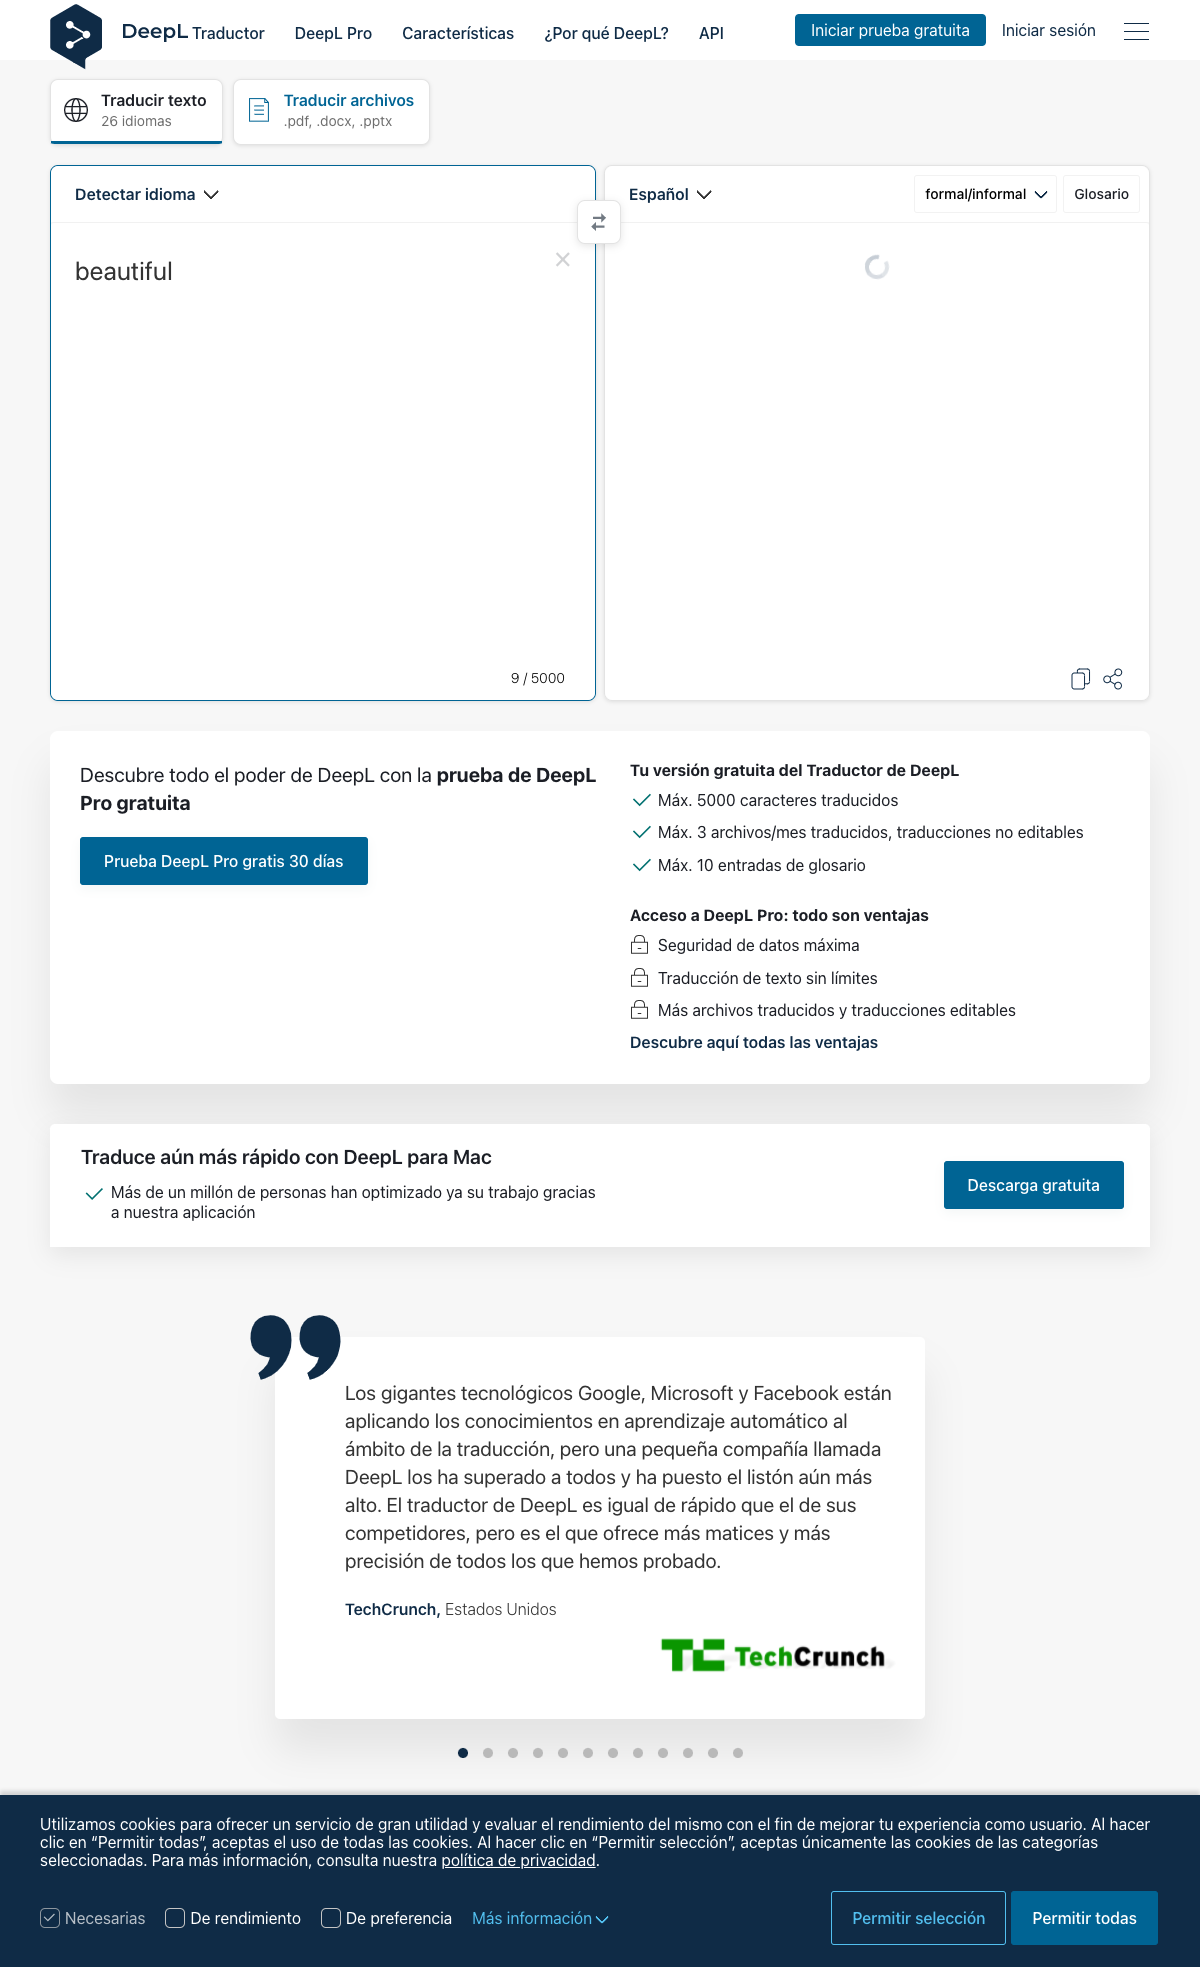 DeepL Traductor
DeepL Pro
Características
¿Por qué DeepL?
API
Iniciar prueba gratuita
Iniciar sesión
Traducir texto
26 idiomas
Traducir archivos
.pdf, .docx, .pptx
Detectar idioma
Español
formal/informal
Glosario
beautiful
9 / 5000
Descubre todo el poder de DeepL con la prueba de DeepL
Pro gratuita
Prueba DeepL Pro gratis 30 días
Tu versión gratuita del Traductor de DeepL
Máx. 5000 caracteres traducidos
Máx. 3 archivos/mes traducidos, traducciones no editables
Máx. 10 entradas de glosario
Acceso a DeepL Pro: todo son ventajas
Seguridad de datos máxima
Traducción de texto sin límites
Más archivos traducidos y traducciones editables
Descubre aquí todas las ventajas
Traduce aún más rápido con DeepL para Mac
Más de un millón de personas han optimizado ya su trabajo gracias
a nuestra aplicación
Descarga gratuita
Los gigantes tecnológicos Google, Microsoft y Facebook están
aplicando los conocimientos en aprendizaje automático al
ámbito de la traducción, pero una pequeña compañía llamada
DeepL los ha superado a todos y ha puesto el listón aún más
alto. El traductor de DeepL es igual de rápido que el de sus
competidores, pero es el que ofrece más matices y más
precisión de todos los que hemos probado.
TechCrunch, Estados Unidos
TC TechCrunch
Utilizamos cookies para ofrecer un servicio de gran utilidad y evaluar el rendimiento del mismo con el fin de mejorar tu experiencia como usuario. Al hacer
clic en “Permitir todas”, aceptas el uso de todas las cookies. Al hacer clic en “Permitir selección”, aceptas únicamente las cookies de las categorías
seleccionadas. Para más información, consulta nuestra política de privacidad.
Necesarias
De rendimiento
De preferencia
Más información
Permitir selección
Permitir todas